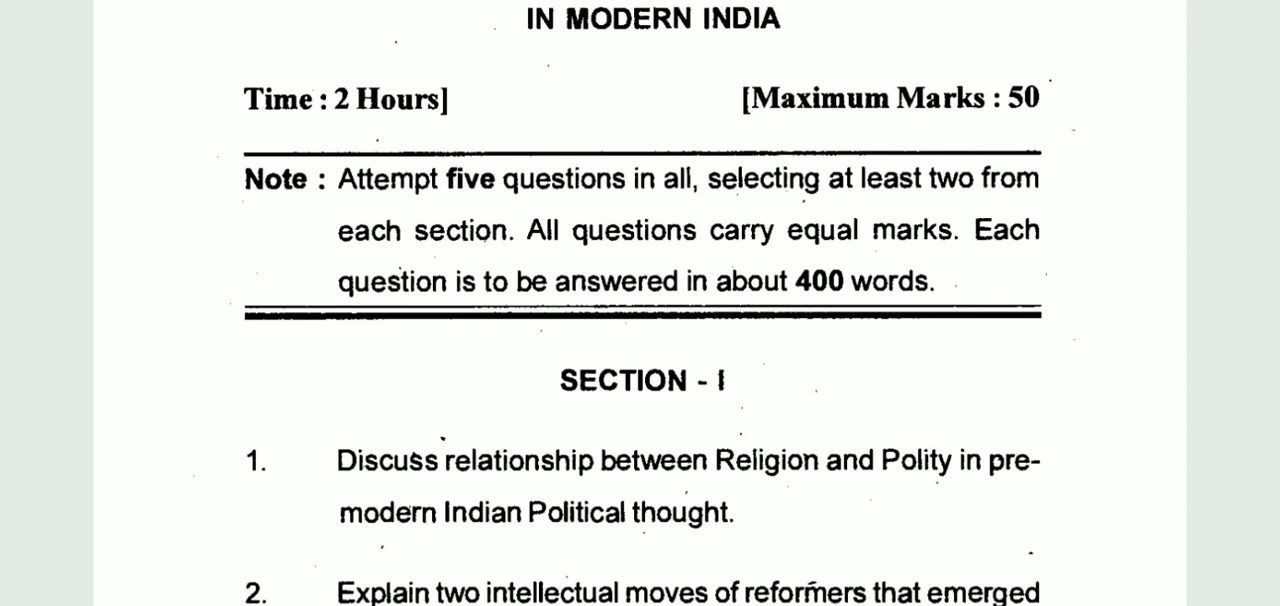 IN MODERN INDIA
Time : 2 Hours]
[Maximum Marks : 50
Note : Attempt five questions in all, selecting at least two from
each section. All questions carry equal marks. Each
question is to be answered in about 400 words.
SECTION - I
1. Discuss relationship between Religion and Polity in pre-
modern Indian Political thought.
2. Explain two intellectual moves of reformers that emerged